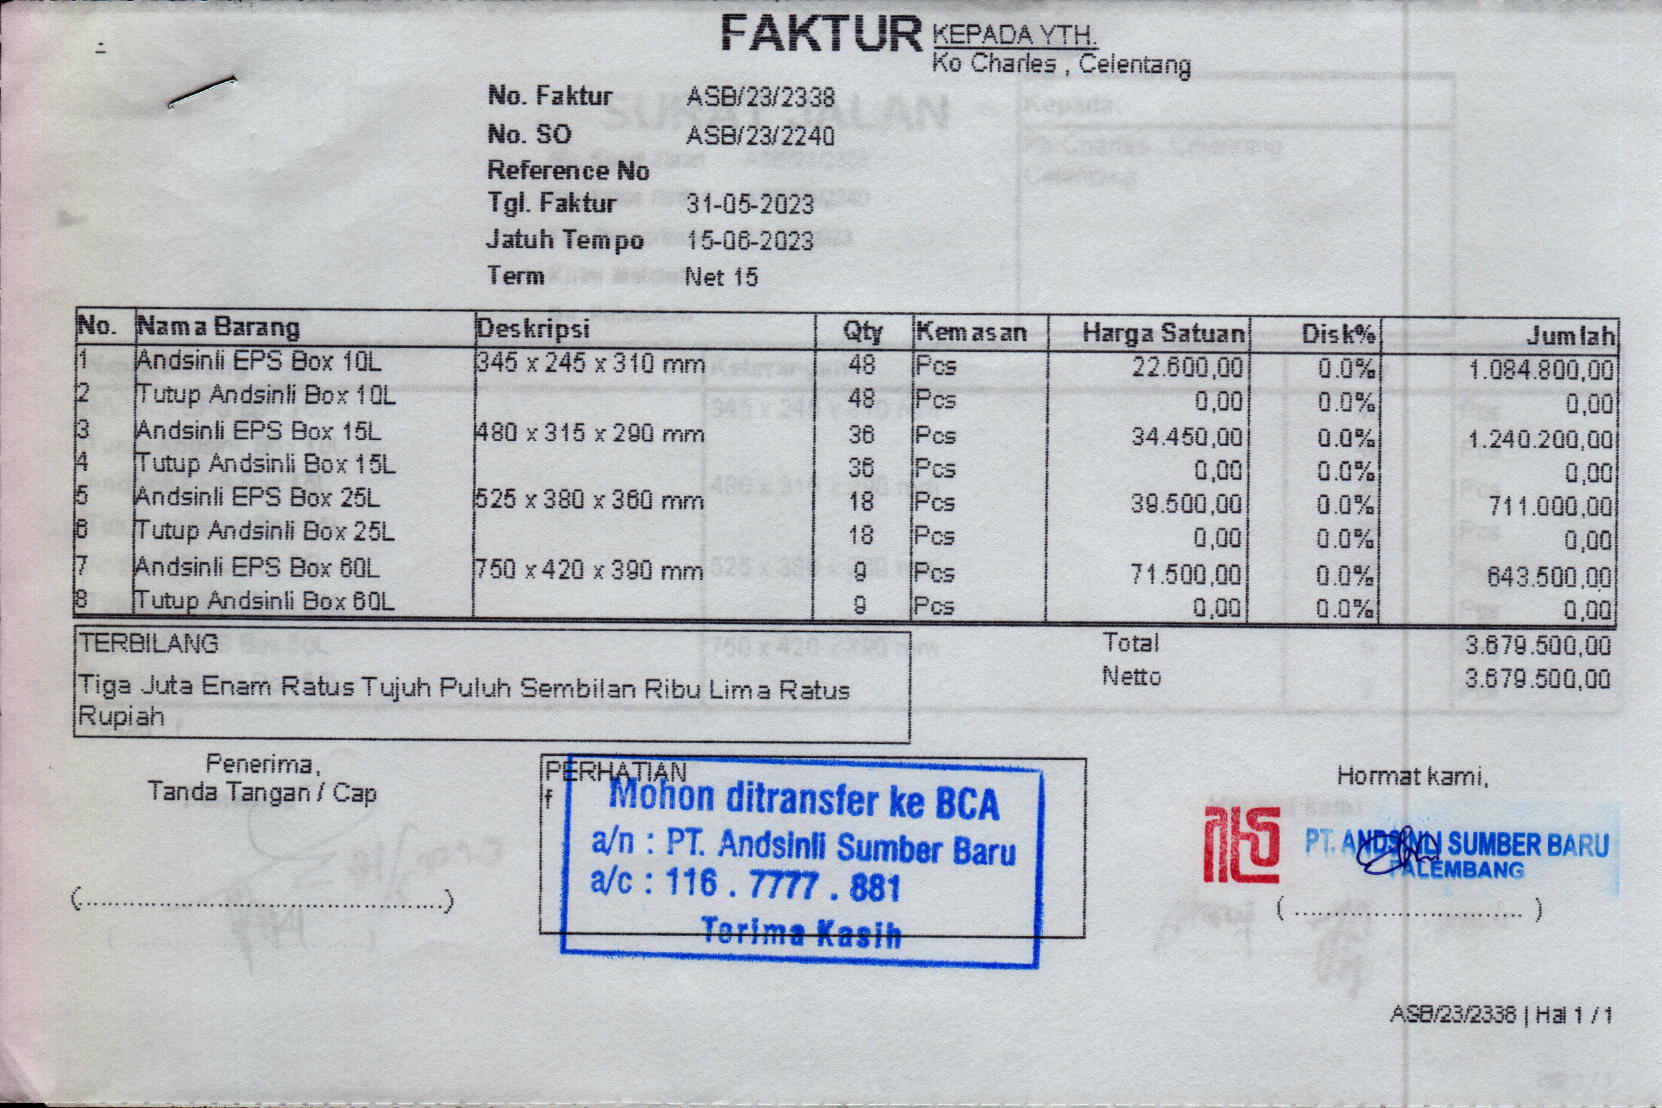 FAKTUR
KEPADA YTH.
Ko Charles , Celentang
No. Faktur ASB/23/2338
No. SO ASB/23/2240
Reference No
Tgl. Faktur 31-05-2023
Jatuh Tempo 15-06-2023
Term Net 15
No. Nama Barang Deskripsi Qty Kemasan Harga Satuan Disk% Jumlah
1 Andsinli EPS Box 10L 345 x 245 x 310 mm 48 Pcs 22.600,00 0.0% 1.084.800,00
2 Tutup Andsinli Box 10L 48 Pcs 0,00 0.0% 0,00
3 Andsinli EPS Box 15L 480 x 315 x 290 mm 36 Pcs 34.450,00 0.0% 1.240.200,00
4 Tutup Andsinli Box 15L 36 Pcs 0,00 0.0% 0,00
5 Andsinli EPS Box 25L 525 x 380 x 360 mm 18 Pcs 39.500,00 0.0% 711.000,00
6 Tutup Andsinli Box 25L 18 Pcs 0,00 0.0% 0,00
7 Andsinli EPS Box 60L 750 x 420 x 390 mm 9 Pcs 71.500,00 0.0% 643.500,00
8 Tutup Andsinli Box 60L 9 Pcs 0,00 0.0% 0,00
TERBILANG
Tiga Juta Enam Ratus Tujuh Puluh Sembilan Ribu Lima Ratus
Rupiah
Total 3.679.500,00
Netto 3.679.500,00
Penerima,
Tanda Tangan / Cap
(..........................................)
PERHATIAN
f
Mohon ditransfer ke BCA
a/n : PT. Andsinli Sumber Baru
a/c : 116 . 7777 . 881
Terima Kasih
Hormat kami,
PT. ANDSINLI SUMBER BARU
PALEMBANG
( ............................ )
ASB/23/2338 | Hal 1 / 1